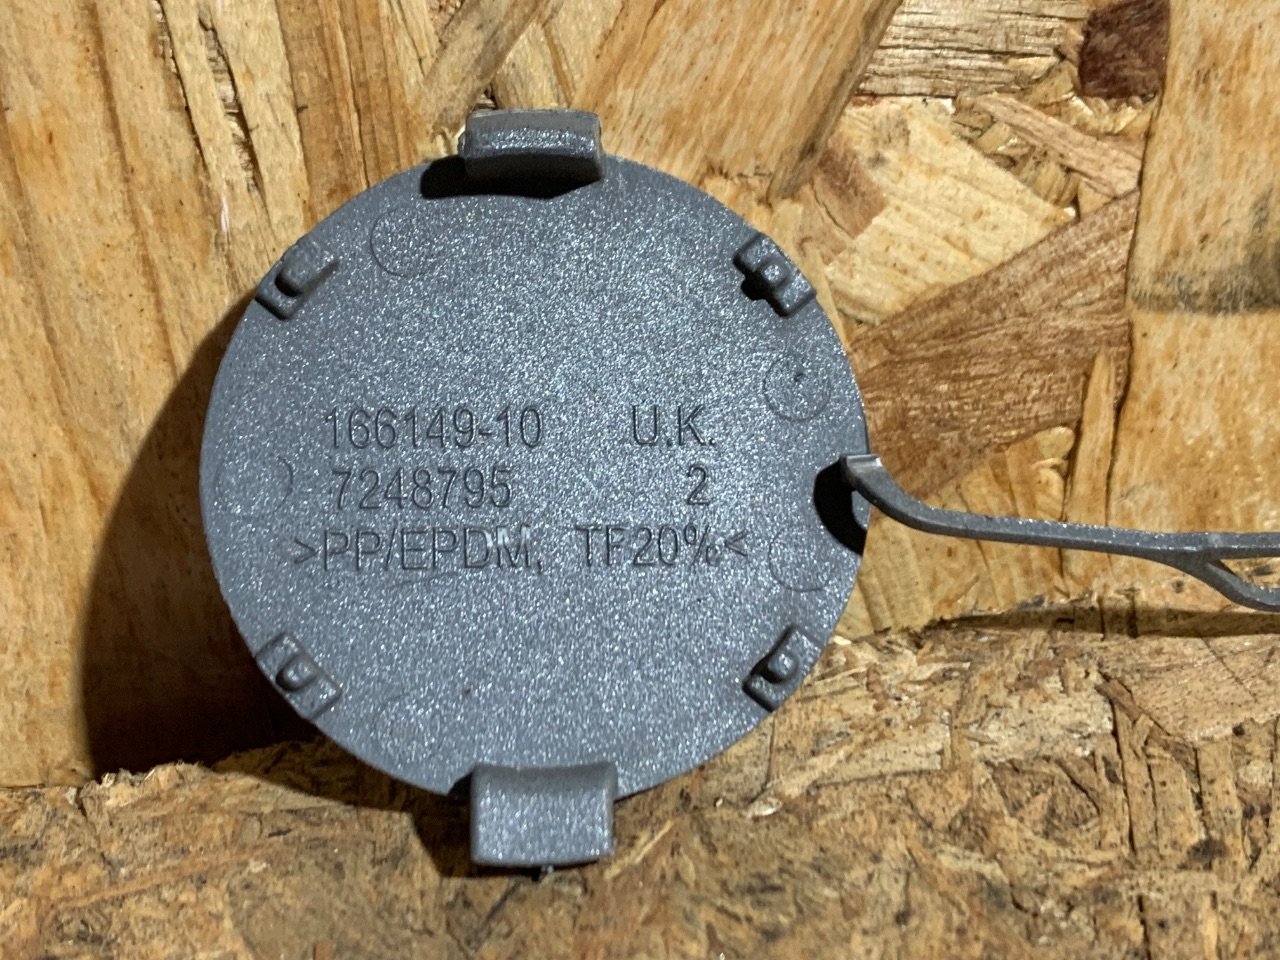 166149-10 U.K.
7248795 2
>PP/EPDM, TF20%<